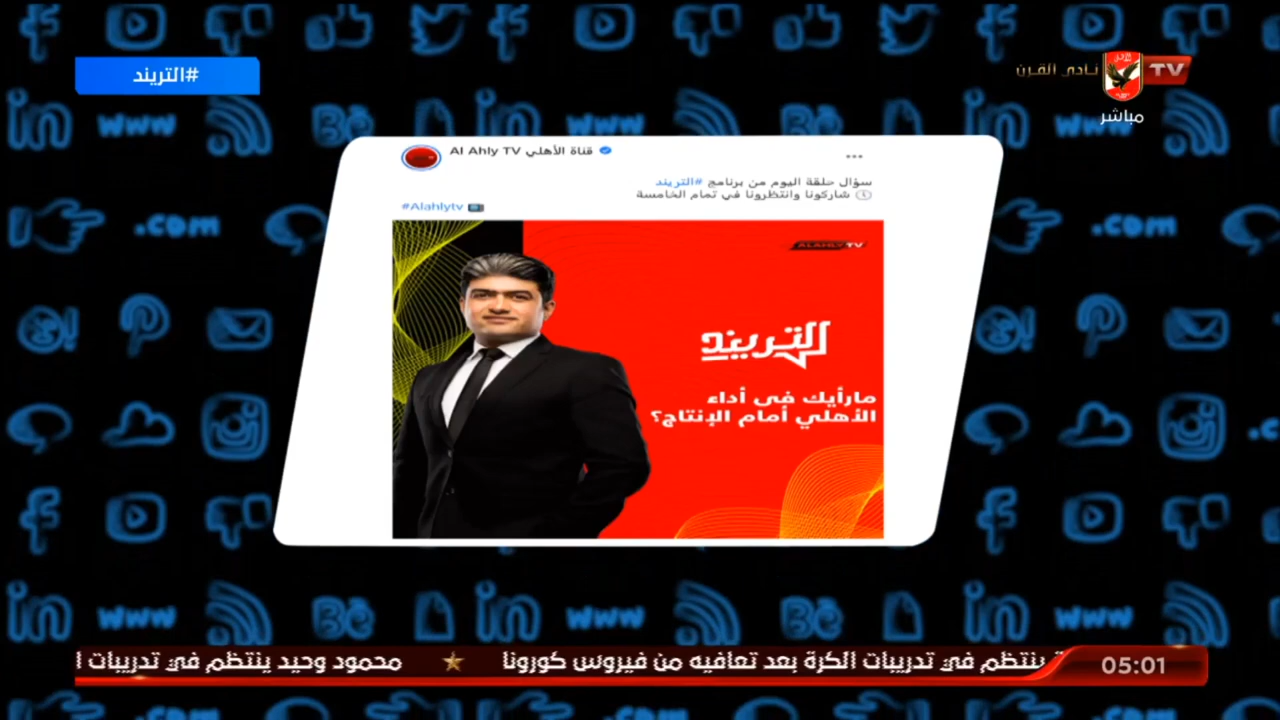 #التريند
نادي القرن
TV
مباشر
Al Ahly TV قناة الأهلي
سؤال حلقة اليوم من برنامج #التريند
شاركونا وانتظرونا في تمام الخامسة
#Alahlytv
ALAHLY TV
التريند
مارأيك فى أداء
الأهلي أمام الإنتاج؟
ينتظم في تدريبات الكرة بعد تعافيه من فيروس كورونا
محمود وحيد ينتظم في تدريبات
05:01